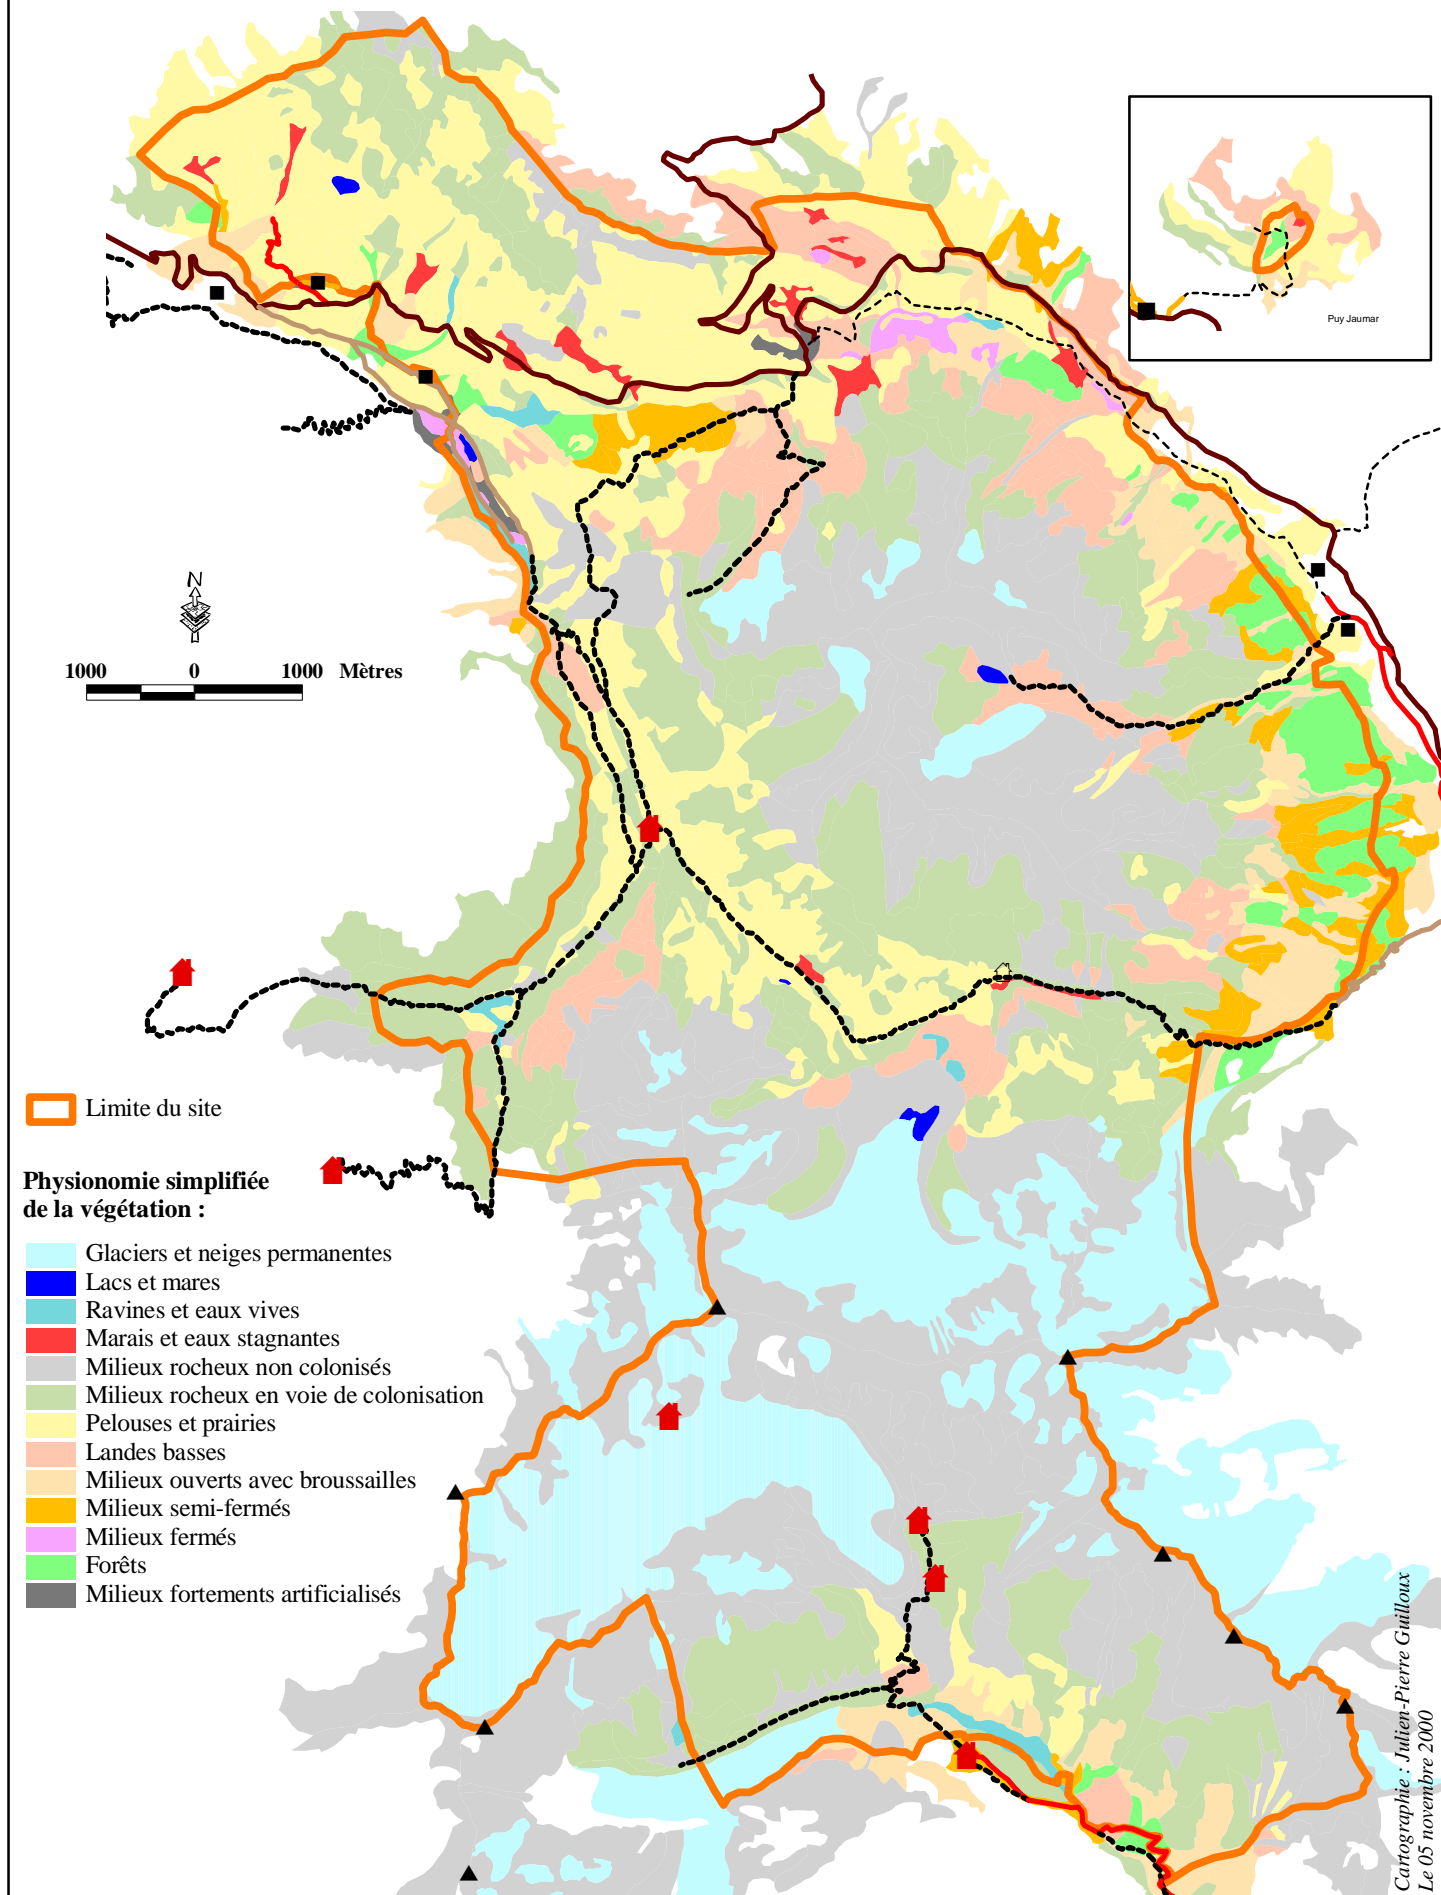 Puy Jaumar
N
1000 0 1000 Mètres
Limite du site
Physionomie simplifiée
de la végétation :
Glaciers et neiges permanentes
Lacs et mares
Ravines et eaux vives
Marais et eaux stagnantes
Milieux rocheux non colonisés
Milieux rocheux en voie de colonisation
Pelouses et prairies
Landes basses
Milieux ouverts avec broussailles
Milieux semi-fermés
Milieux fermés
Forêts
Milieux fortements artificialisés
Cartographie : Julien-Pierre Guilloux
Le 05 novembre 2000